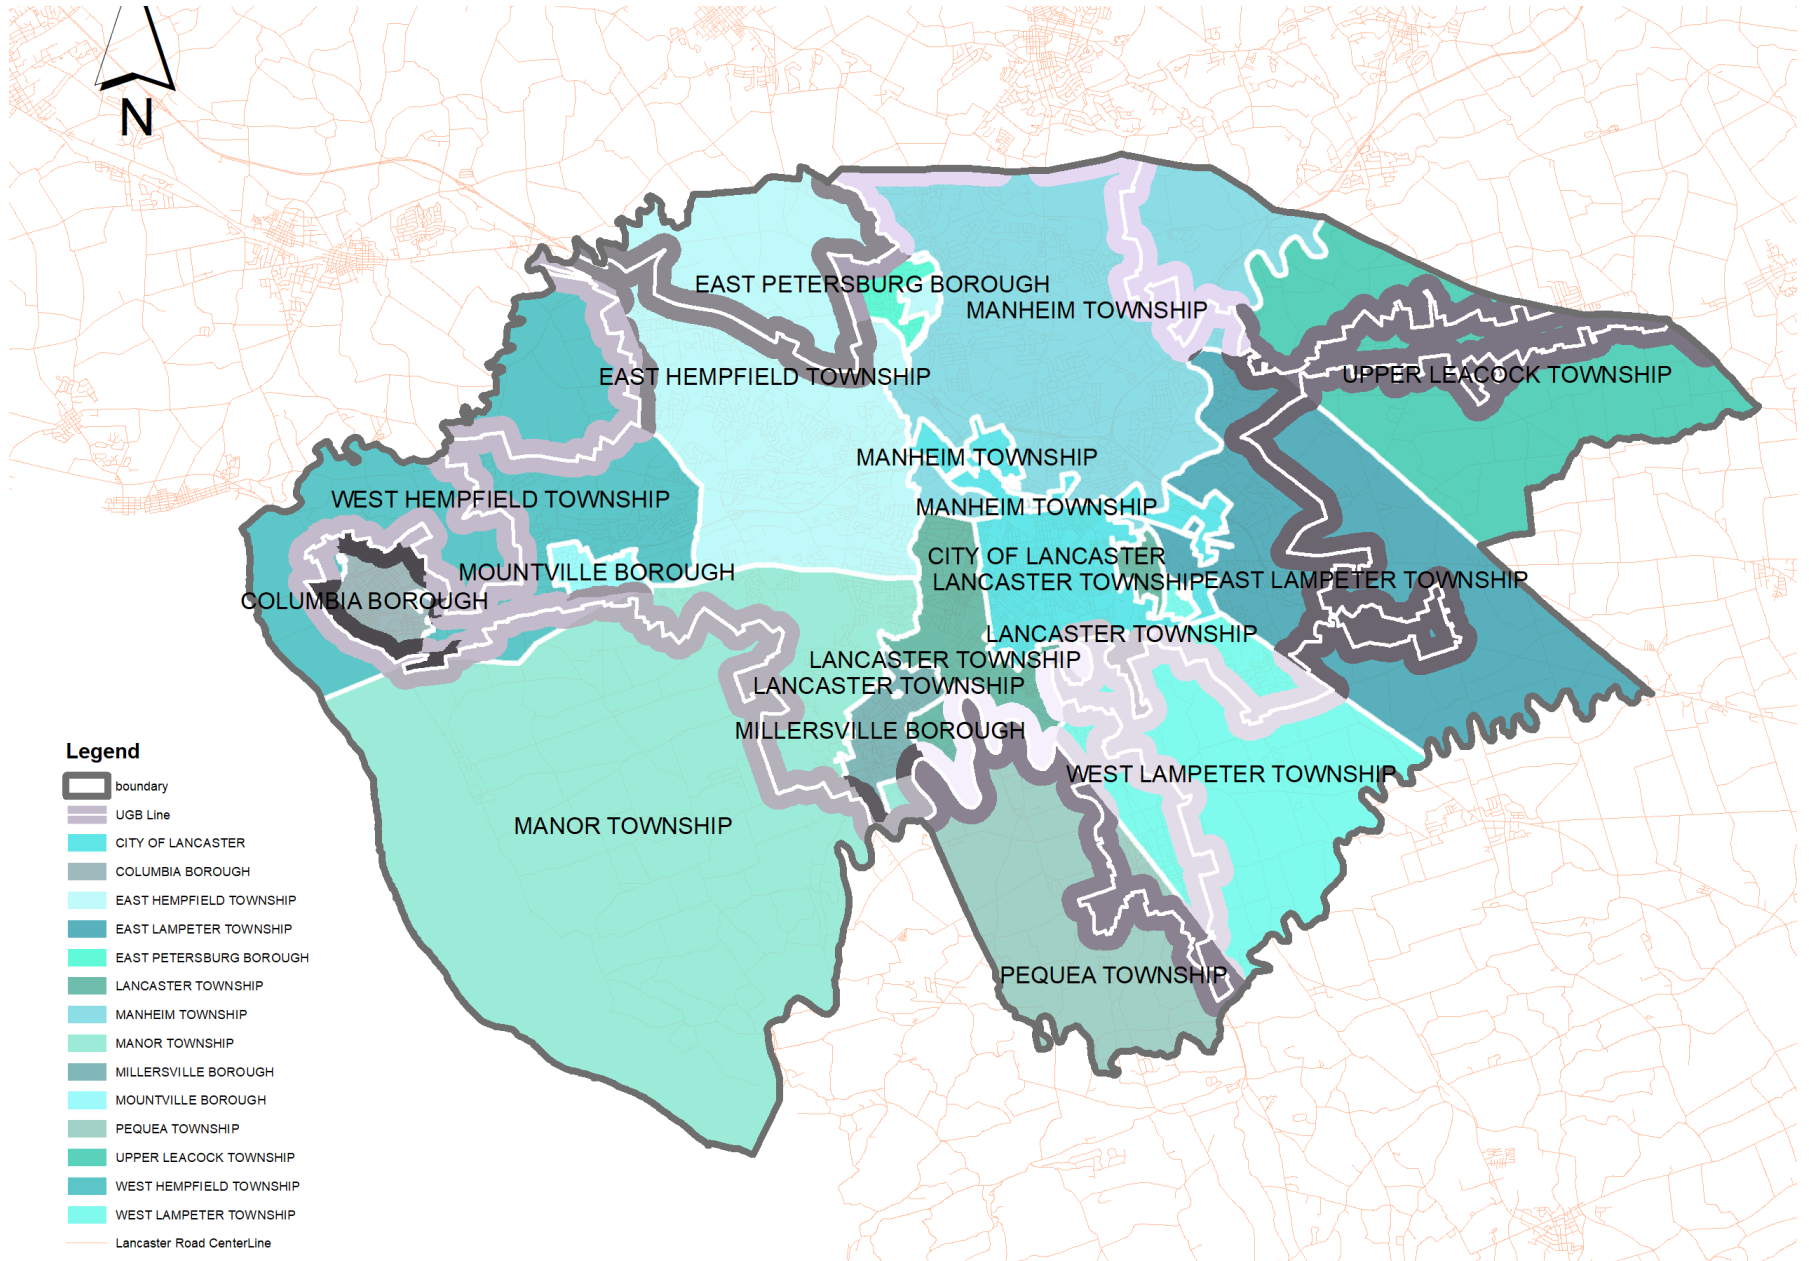 N
EAST PETERSBURG BOROUGH
MANHEIM TOWNSHIP
EAST HEMPFIELD TOWNSHIP
UPPER LEACOCK TOWNSHIP
MANHEIM TOWNSHIP
WEST HEMPFIELD TOWNSHIP
MANHEIM TOWNSHIP
CITY OF LANCASTER
MOUNTVILLE BOROUGH
LANCASTER TOWNSHIP
EAST LAMPETER TOWNSHIP
COLUMBIA BOROUGH
LANCASTER TOWNSHIP
LANCASTER TOWNSHIP
LANCASTER TOWNSHIP
MILLERSVILLE BOROUGH
WEST LAMPETER TOWNSHIP
MANOR TOWNSHIP
PEQUEA TOWNSHIP
Legend
boundary
UGB Line
CITY OF LANCASTER
COLUMBIA BOROUGH
EAST HEMPFIELD TOWNSHIP
EAST LAMPETER TOWNSHIP
EAST PETERSBURG BOROUGH
LANCASTER TOWNSHIP
MANHEIM TOWNSHIP
MANOR TOWNSHIP
MILLERSVILLE BOROUGH
MOUNTVILLE BOROUGH
PEQUEA TOWNSHIP
UPPER LEACOCK TOWNSHIP
WEST HEMPFIELD TOWNSHIP
WEST LAMPETER TOWNSHIP
Lancaster Road CenterLine